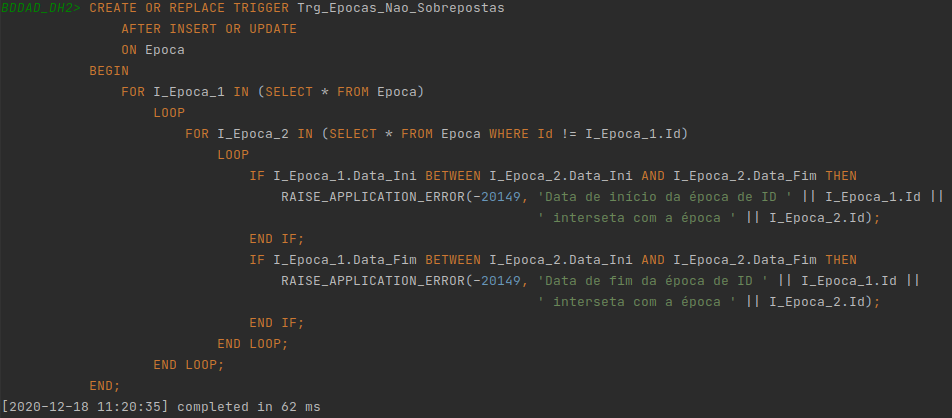 BDDAD_DH2> CREATE OR REPLACE TRIGGER Trg_Epocas_Nao_Sobrepostas
AFTER INSERT OR UPDATE
ON Epoca
BEGIN
FOR I_Epoca_1 IN (SELECT * FROM Epoca)
LOOP
FOR I_Epoca_2 IN (SELECT * FROM Epoca WHERE Id != I_Epoca_1.Id)
LOOP
IF I_Epoca_1.Data_Ini BETWEEN I_Epoca_2.Data_Ini AND I_Epoca_2.Data_Fim THEN
RAISE_APPLICATION_ERROR(-20149, 'Data de início da época de ID ' || I_Epoca_1.Id ||
' interseta com a época ' || I_Epoca_2.Id);
END IF;
IF I_Epoca_1.Data_Fim BETWEEN I_Epoca_2.Data_Ini AND I_Epoca_2.Data_Fim THEN
RAISE_APPLICATION_ERROR(-20149, 'Data de fim da época de ID ' || I_Epoca_1.Id ||
' interseta com a época ' || I_Epoca_2.Id);
END IF;
END LOOP;
END LOOP;
END;
[2020-12-18 11:20:35] completed in 62 ms